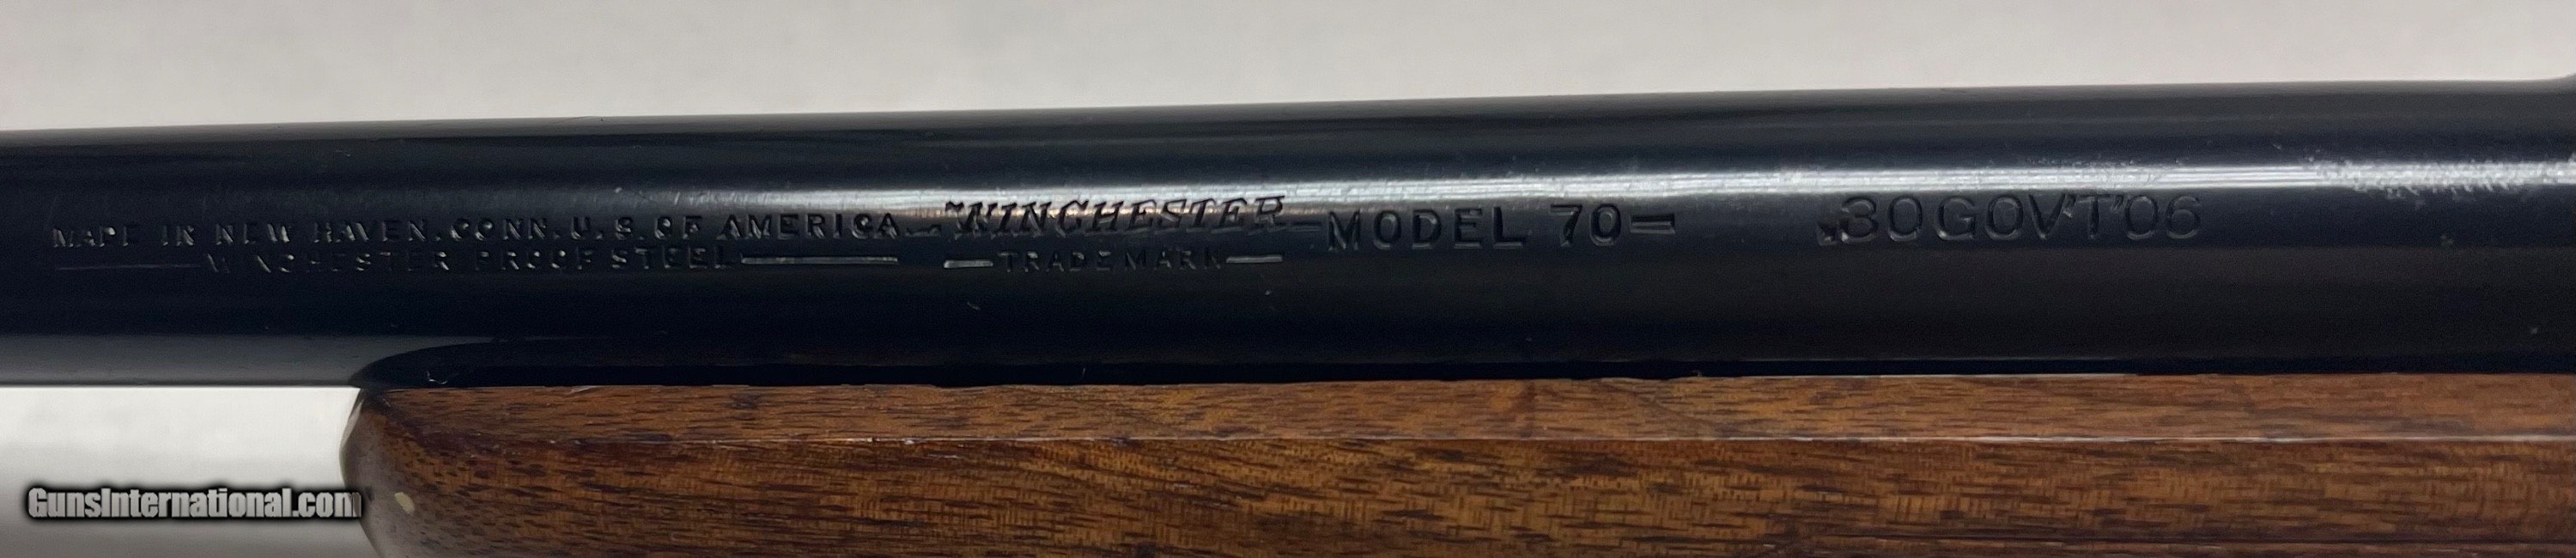 MADE IN NEW HAVEN. CONN. U. S. OF AMERICA — WINCHESTER — MODEL 70 — .30 GOV'T '06
— WINCHESTER PROOF STEEL — — TRADE MARK —
GunsInternational.com